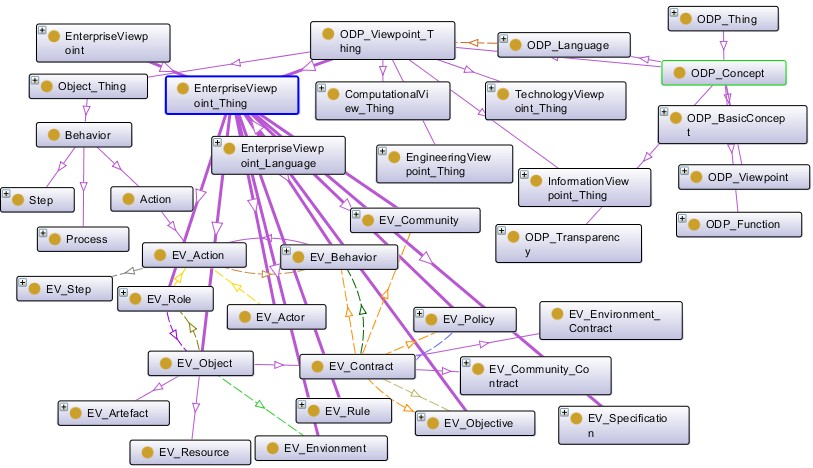 ODP_Thing
EnterpriseViewp
oint
ODP_Viewpoint_T
hing
ODP_Language
ODP_Concept
Object_Thing
EnterpriseViewp
oint_Thing
ComputationalVi
ew_Thing
TechnologyViewp
oint_Thing
ODP_BasicConcep
t
Behavior
EnterpriseViewp
oint_Language
EngineeringView
point_Thing
InformationView
point_Thing
ODP_Viewpoint
Step
Action
EV_Community
ODP_Function
Process
ODP_Transparenc
y
EV_Action
EV_Behavior
EV_Step
EV_Role
EV_Actor
EV_Policy
EV_Environment_
Contract
EV_Object
EV_Contract
EV_Community_Co
ntract
EV_Artefact
EV_Rule
EV_Objective
EV_Specificatio
n
EV_Resource
EV_Envionment